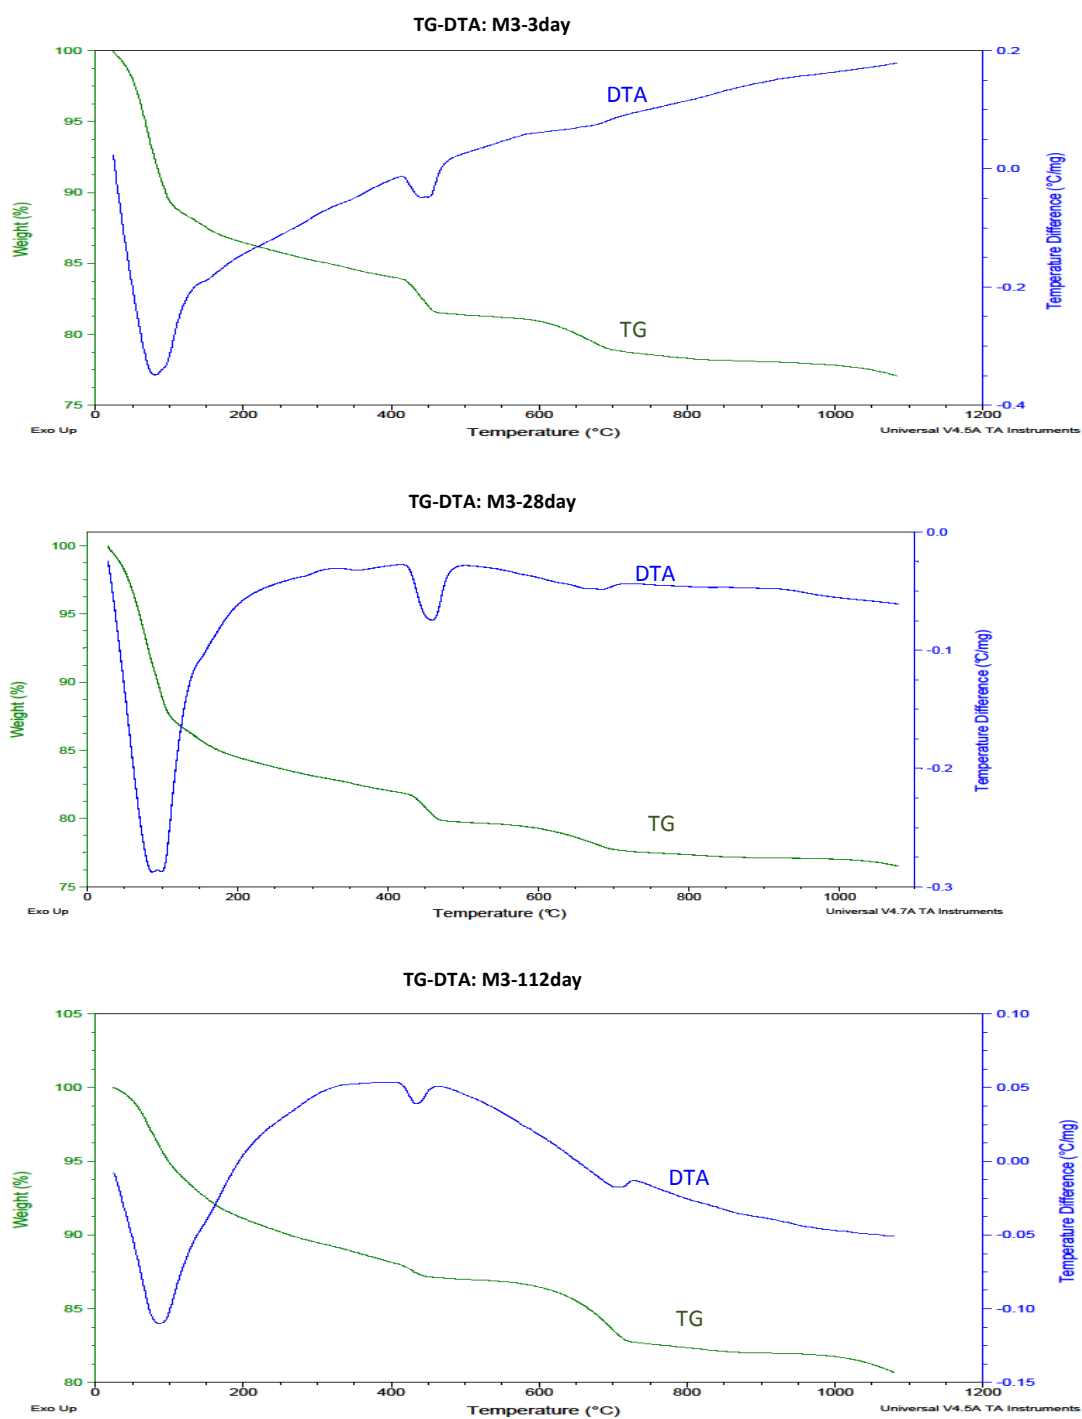 TG-DTA: M3-3day
100
95
90
85
80
75
Weight (%)
0.2
0.0
-0.2
-0.4
Temperature Difference (°C/mg)
DTA
TG
0 200 400 600 800 1000 1200
Exo Up Temperature (°C) Universal V4.5A TA Instruments
TG-DTA: M3-28day
100
95
90
85
80
75
Weight (%)
0.0
-0.1
-0.2
-0.3
Temperature Difference (°C/mg)
DTA
TG
0 200 400 600 800 1000
Exo Up Temperature (°C) Universal V4.7A TA Instruments
TG-DTA: M3-112day
105
100
95
90
85
80
Weight (%)
0.10
0.05
0.00
-0.05
-0.10
-0.15
Temperature Difference (°C/mg)
DTA
TG
0 200 400 600 800 1000 1200
Exo Up Temperature (°C) Universal V4.5A TA Instruments